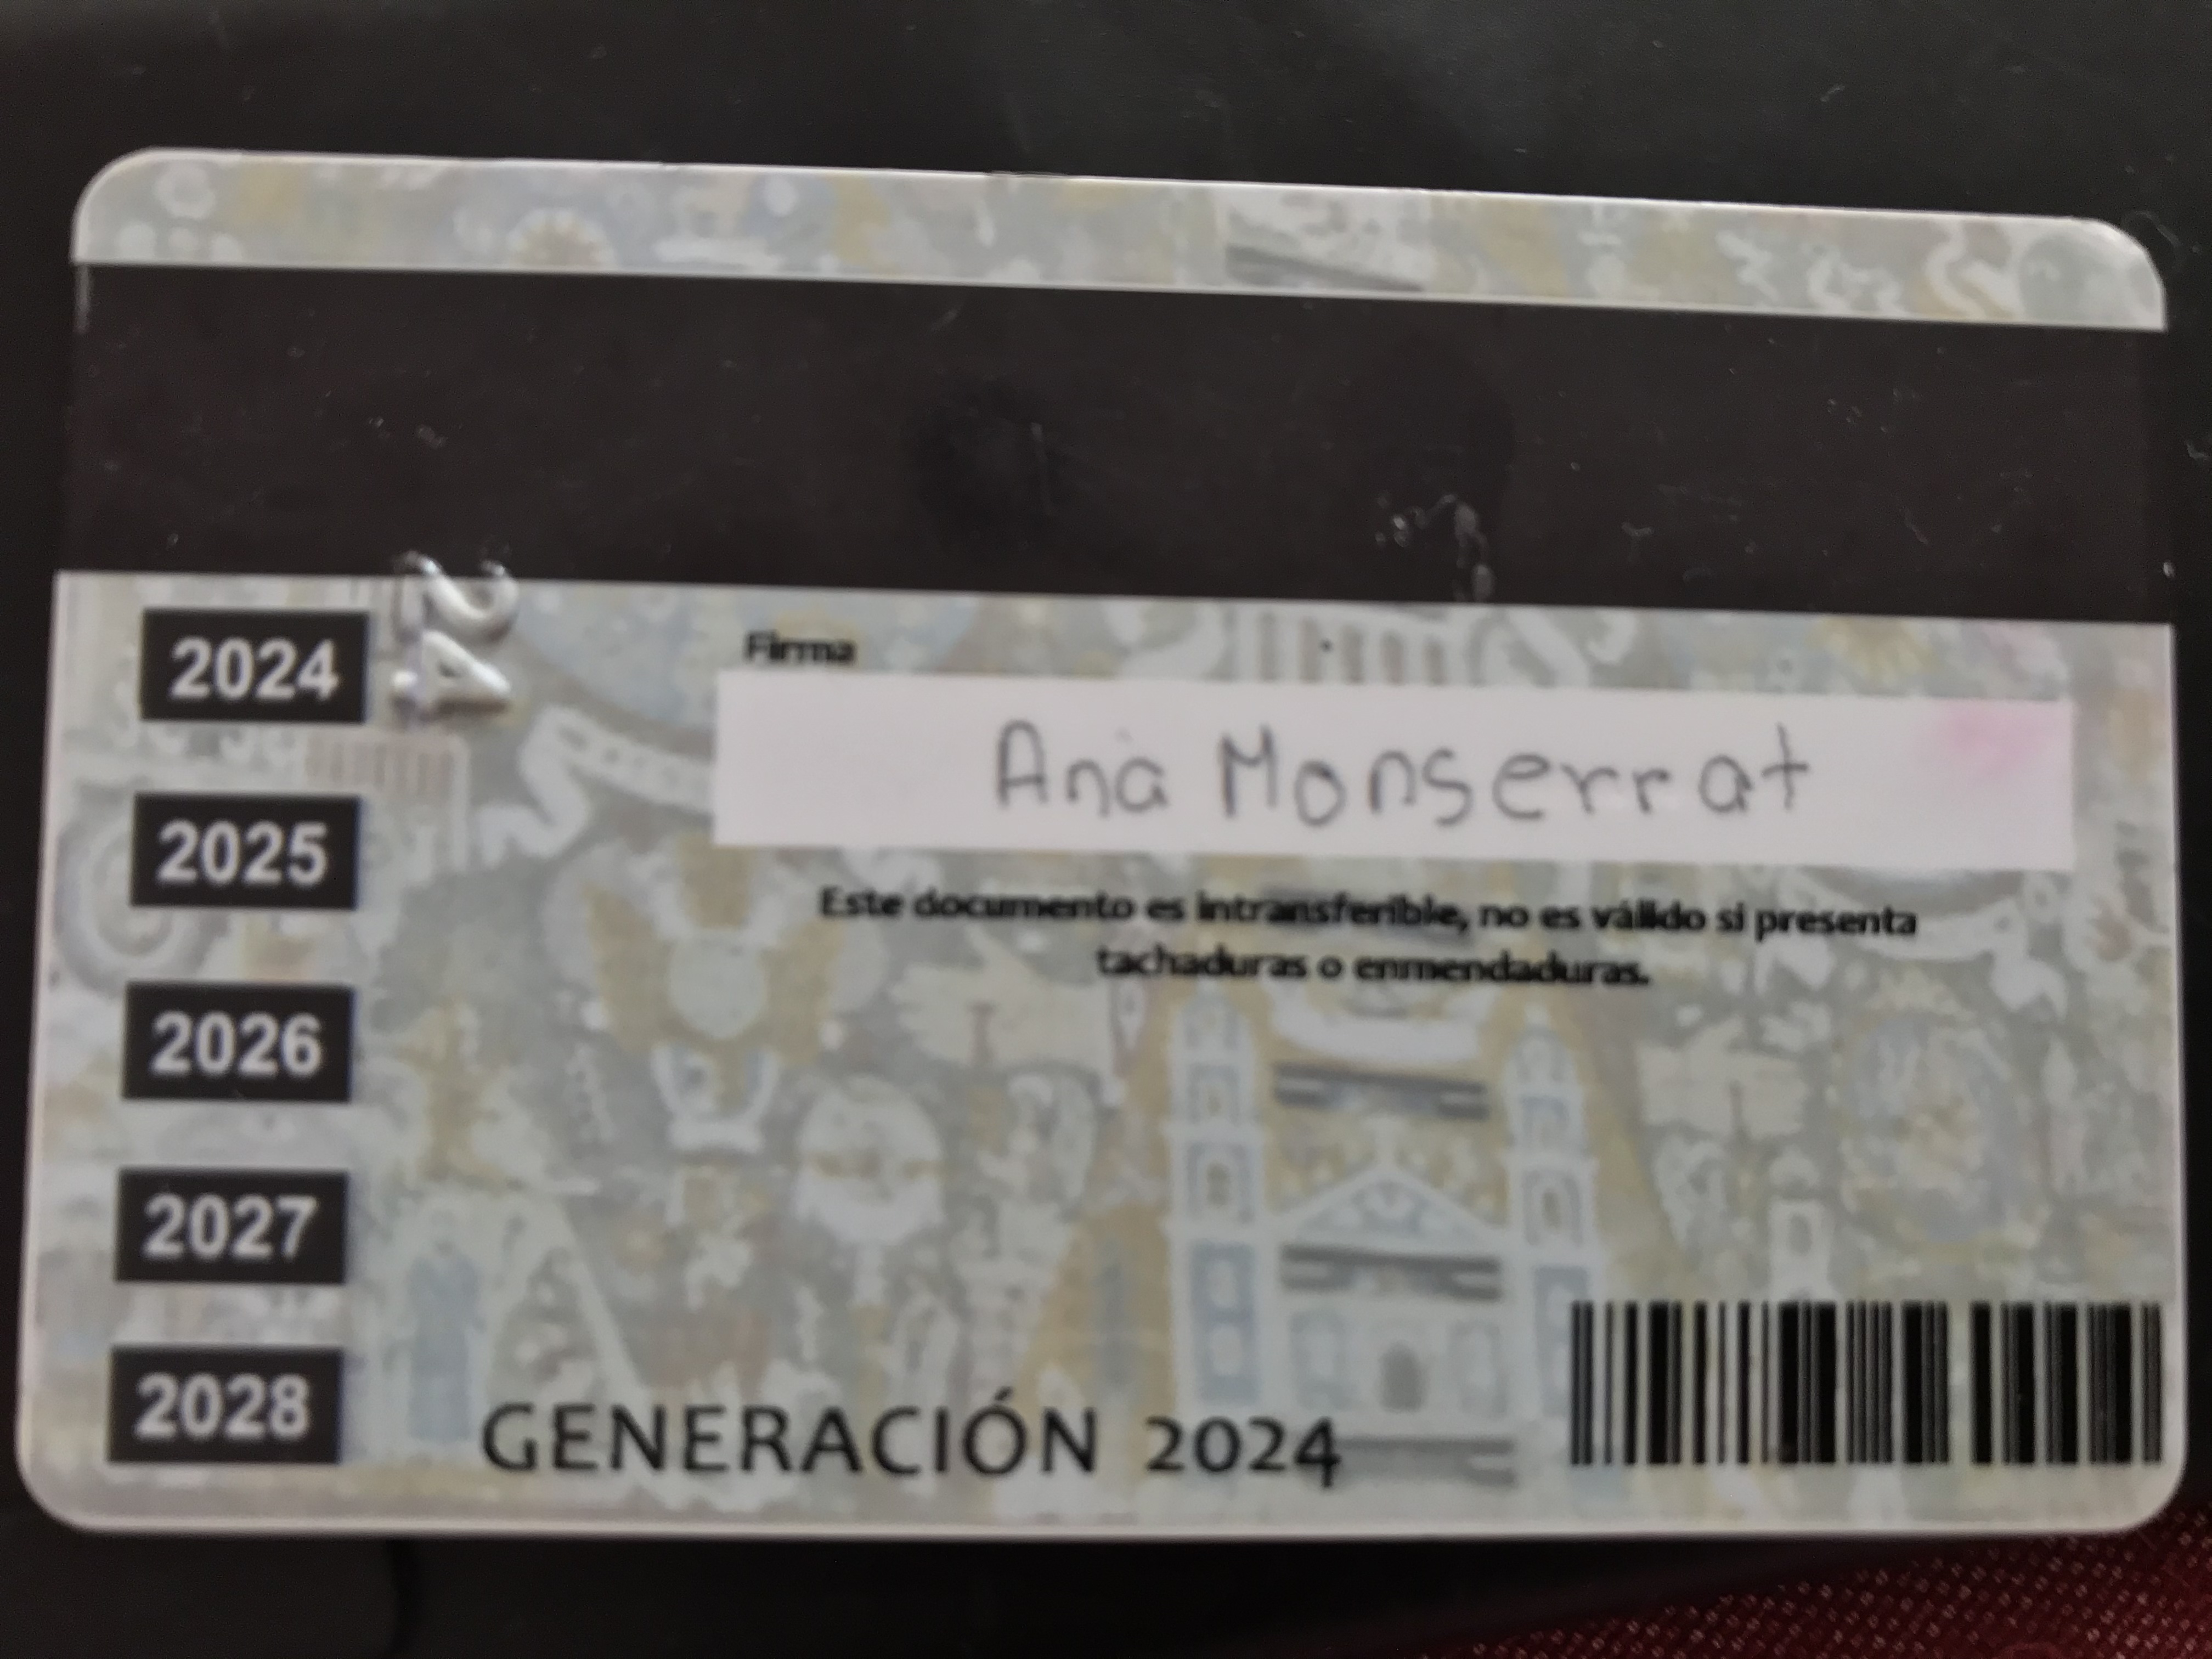 2024
24
Firma
Ana Monserrat
2025
Este documento es intransferible, no es válido si presenta
tachaduras o enmendaduras.
2026
2027
2028
GENERACIÓN 2024